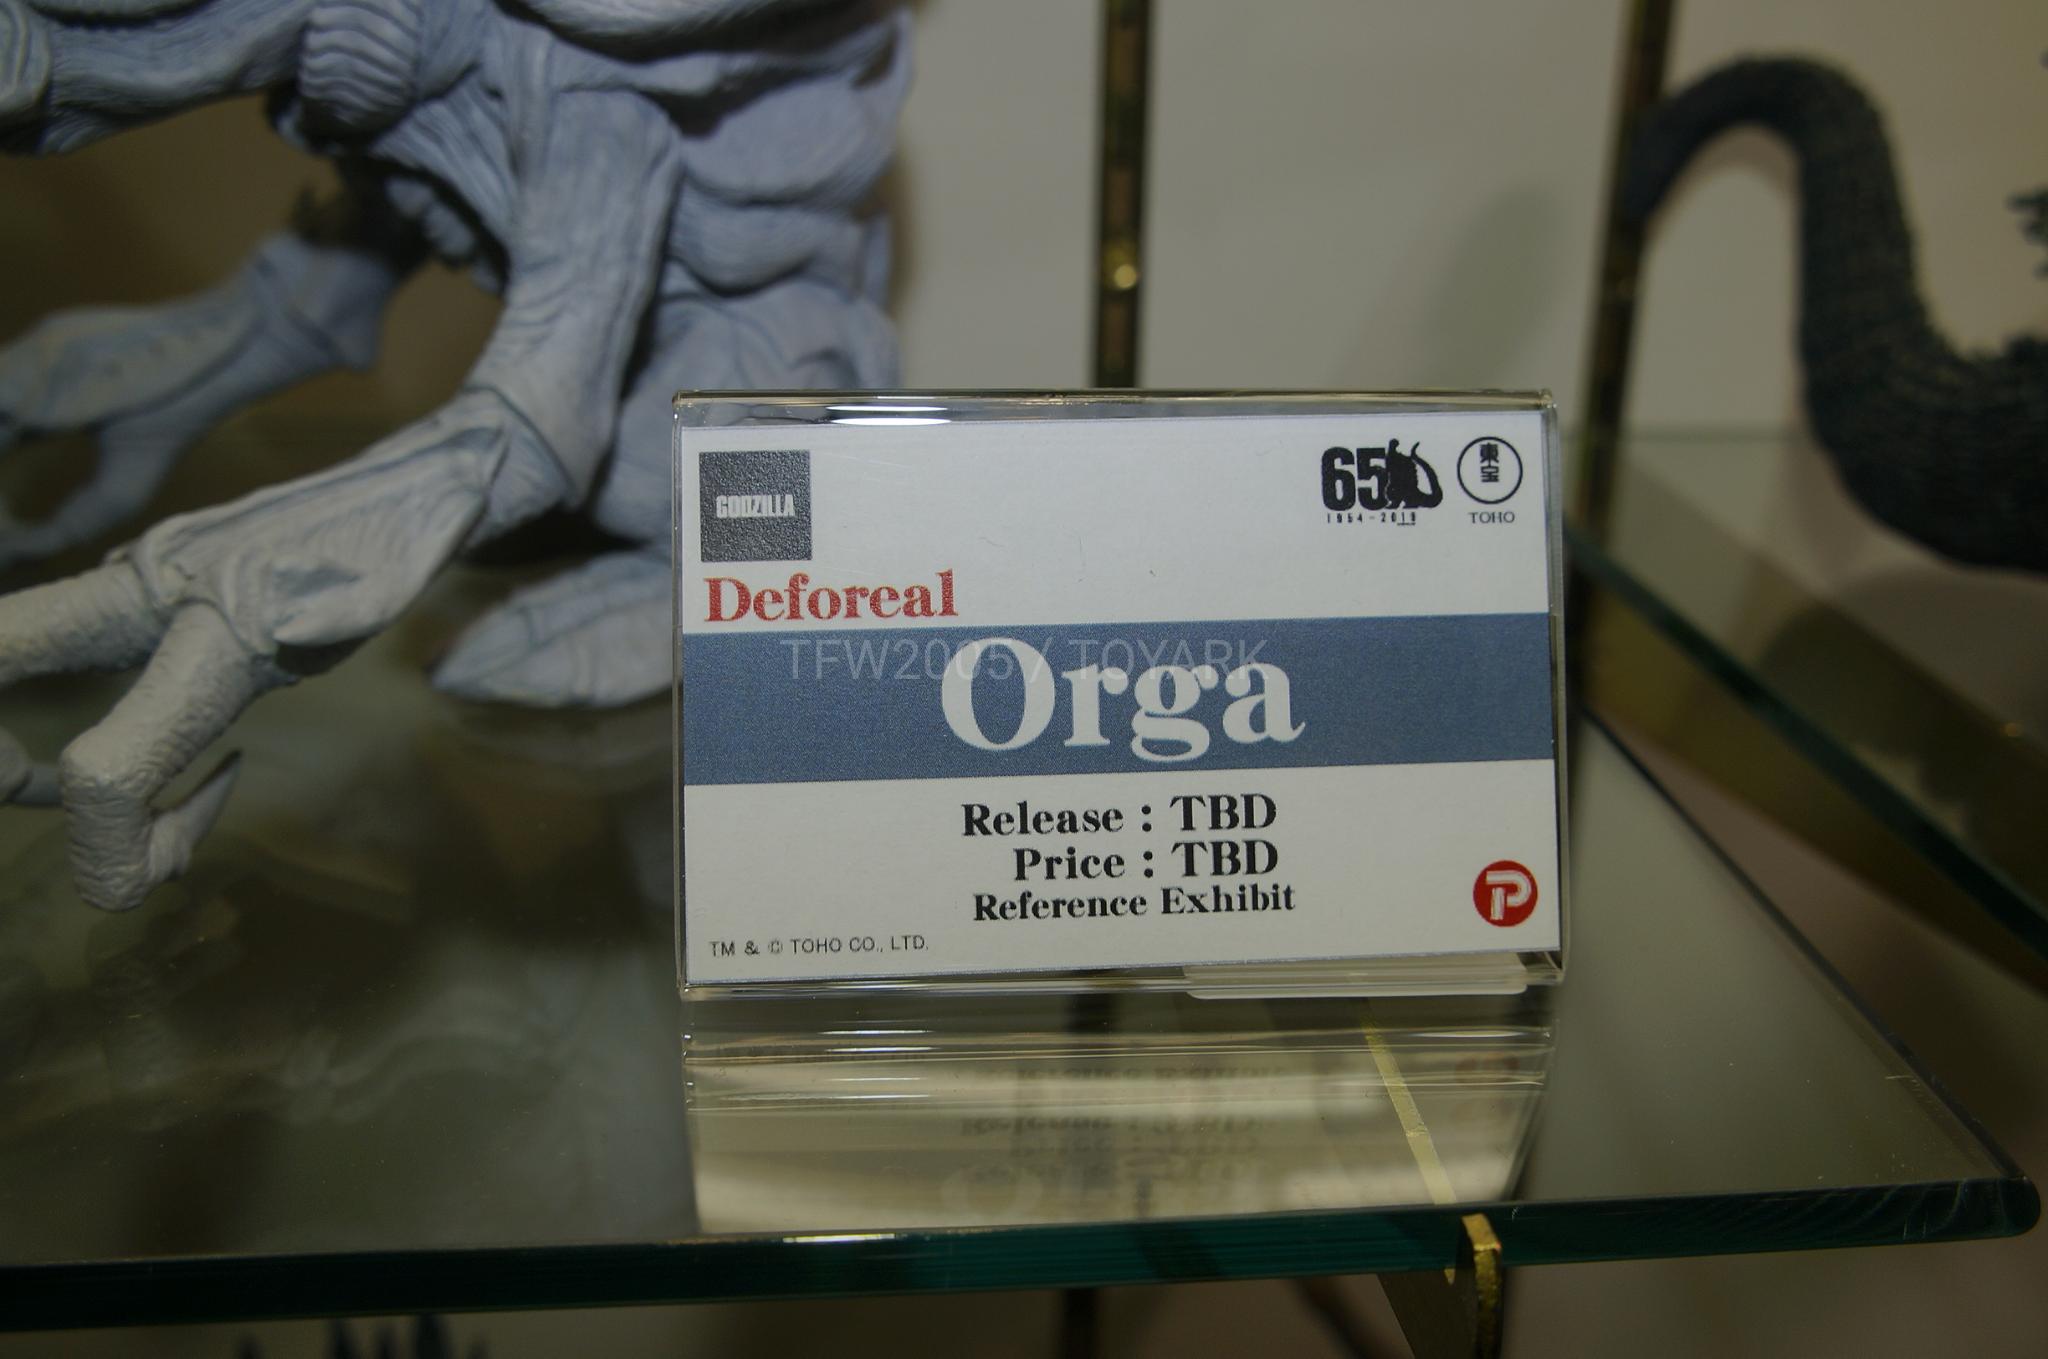 GODZILLA
65
1954-2019
東宝
TOHO
Deforeal
TFW2005 / TOYARK
Orga
Release : TBD
Price : TBD
Reference Exhibit
P
TM & © TOHO CO., LTD.